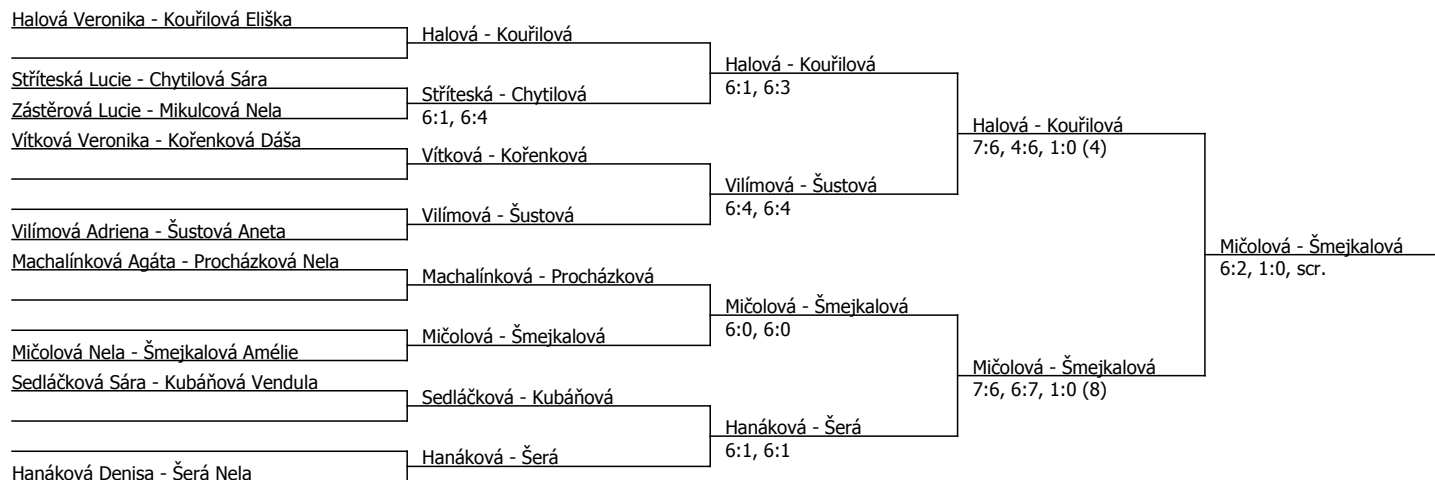 Halová Veronika - Kouřilová Eliška
Stříteská Lucie - Chytilová Sára
Zástěrová Lucie - Mikulcová Nela
Vítková Veronika - Kořenková Dáša
Vilímová Adriena - Šustová Aneta
Machalínková Agáta - Procházková Nela
Mičolová Nela - Šmejkalová Amélie
Sedláčková Sára - Kubáňová Vendula
Hanáková Denisa - Šerá Nela
Halová - Kouřilová
Stříteská - Chytilová
6:1, 6:4
Vítková - Kořenková
Vilímová - Šustová
Machalínková - Procházková
Mičolová - Šmejkalová
Sedláčková - Kubáňová
Hanáková - Šerá
Halová - Kouřilová
6:1, 6:3
Vilímová - Šustová
6:4, 6:4
Mičolová - Šmejkalová
6:0, 6:0
Hanáková - Šerá
6:1, 6:1
Halová - Kouřilová
7:6, 4:6, 1:0 (4)
Mičolová - Šmejkalová
7:6, 6:7, 1:0 (8)
Mičolová - Šmejkalová
6:2, 1:0, scr.